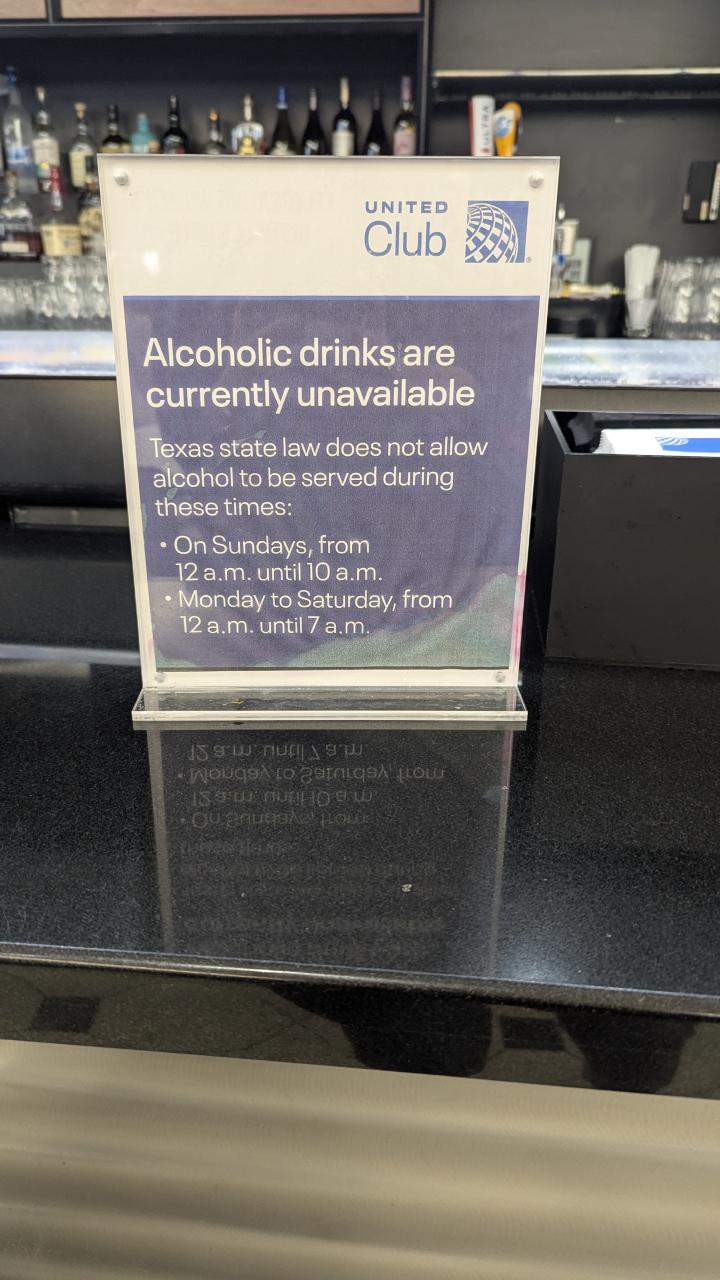 ULTRA
UNITED
Club
Alcoholic drinks are
currently unavailable
Texas state law does not allow
alcohol to be served during
these times:
• On Sundays, from
12 a.m. until 10 a.m.
• Monday to Saturday, from
12 a.m. until 7 a.m.